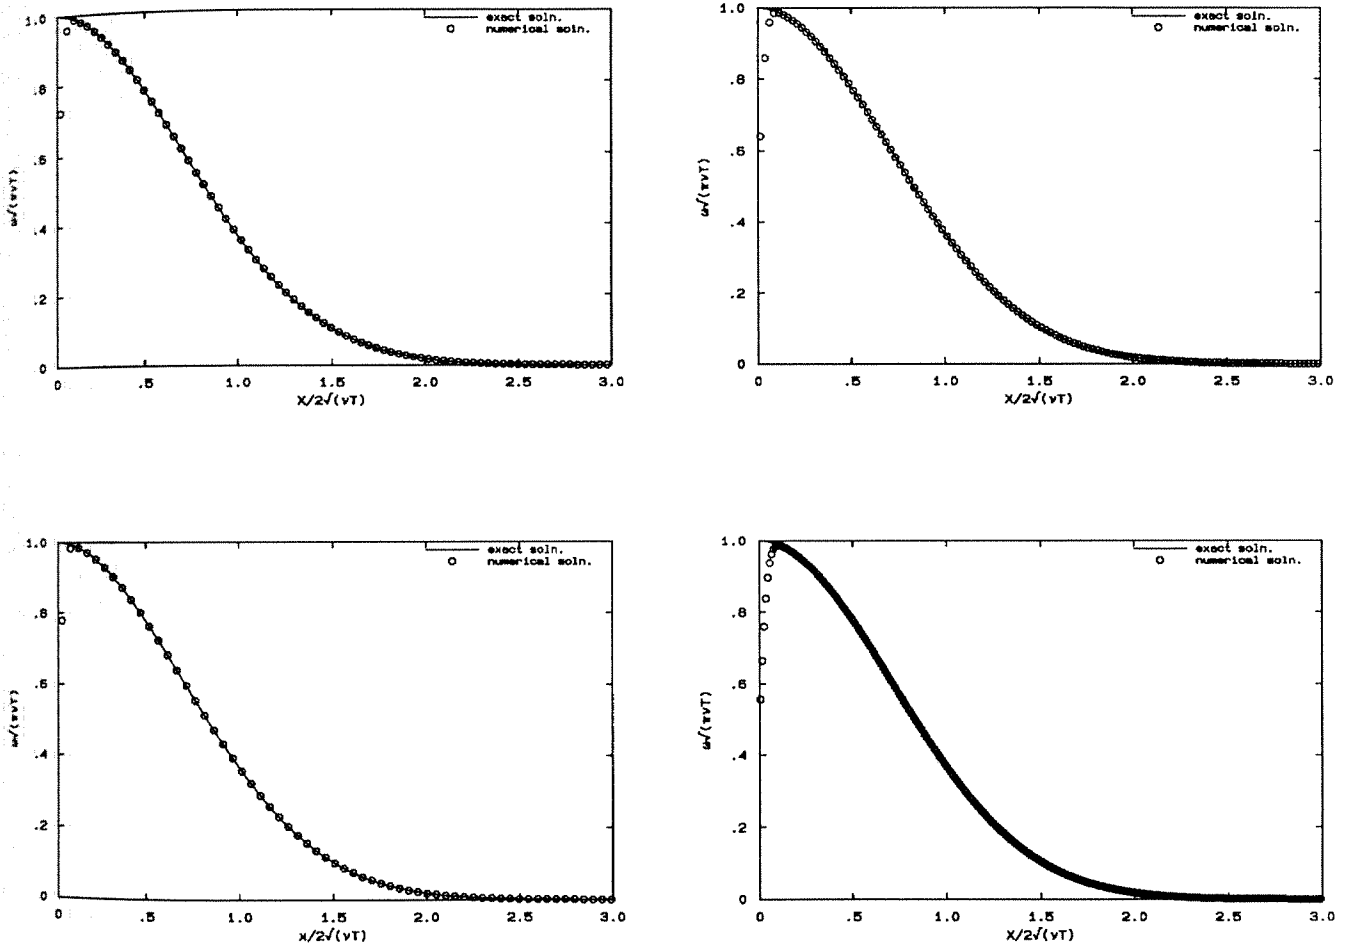 exact soln.
numerical soln.
1.0
.8
.6
.4
.2
0
ω√(πνT)
0 .5 1.0 1.5 2.0 2.5 3.0
X/2√(νT)
exact soln.
numerical soln.
1.0
.8
.6
.4
.2
0
ω√(πνT)
0 .5 1.0 1.5 2.0 2.5 3.0
X/2√(νT)
exact soln.
numerical soln.
1.0
.8
.6
.4
.2
0
ω√(πνT)
0 .5 1.0 1.5 2.0 2.5 3.0
x/2√(νT)
exact soln.
numerical soln.
1.0
.8
.6
.4
.2
0
ω√(πνT)
0 .5 1.0 1.5 2.0 2.5 3.0
X/2√(νT)